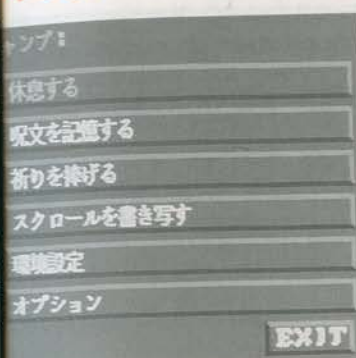 ャンプ:
休息する
呪文を記憶する
祈りを捧げる
スクロールを書き写す
環境設定
オプション
EXIT